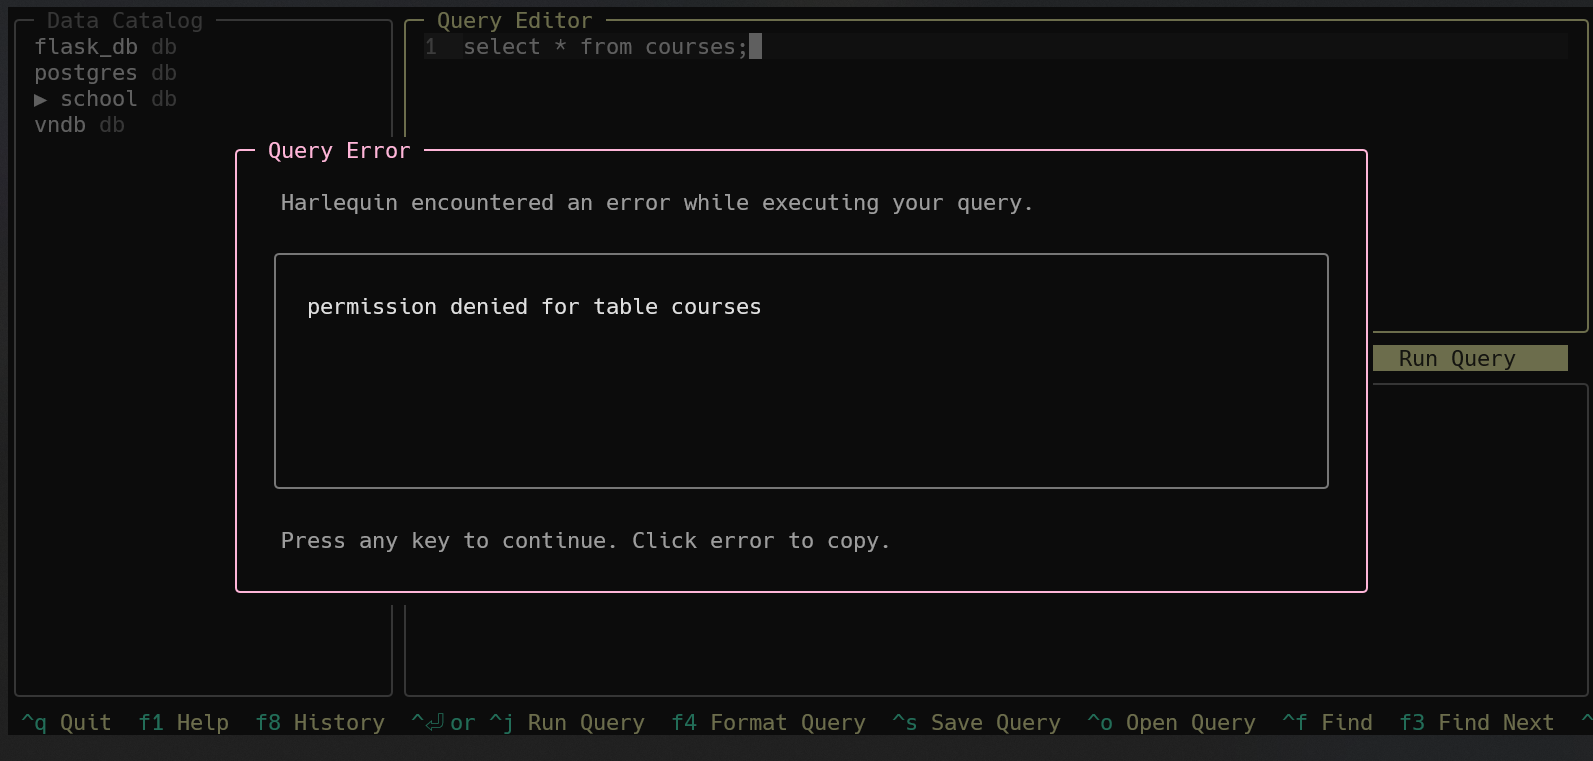 Data Catalog
flask_db db
postgres db
▶ school db
vndb db
Query Editor
1 select * from courses;
Query Error
Harlequin encountered an error while executing your query.
permission denied for table courses
Press any key to continue. Click error to copy.
Run Query
^q Quit f1 Help f8 History ^⏎ or ^j Run Query f4 Format Query ^s Save Query ^o Open Query ^f Find f3 Find Next ^